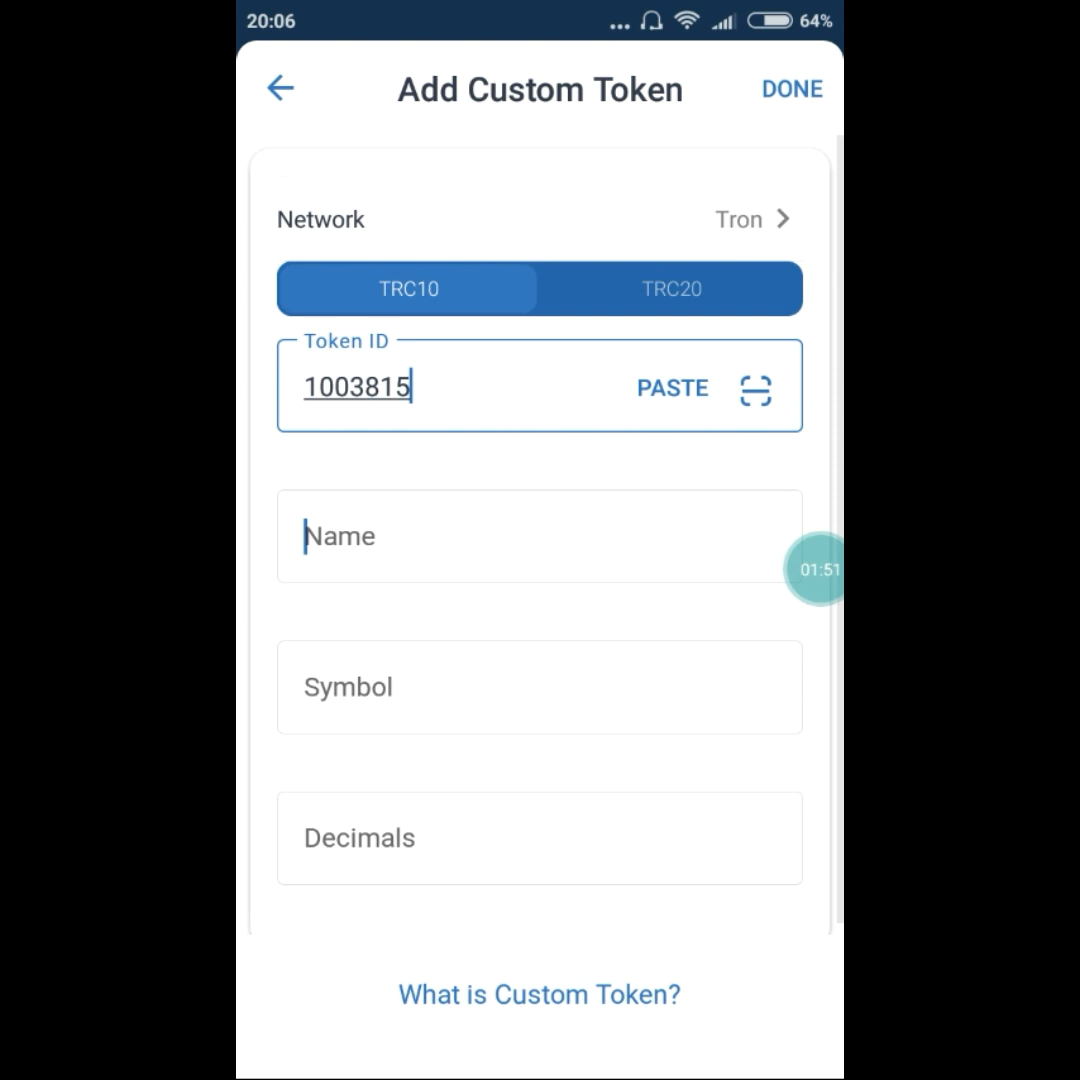 20:06 ... 64%
Add Custom Token DONE
Network Tron
TRC10 TRC20
Token ID
1003815 PASTE
Name
01:51
Symbol
Decimals
What is Custom Token?